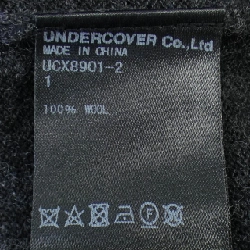 UNDERCOVER Co.,Ltd
MADE IN CHINA
UCX8901-2
1
100% WOOL